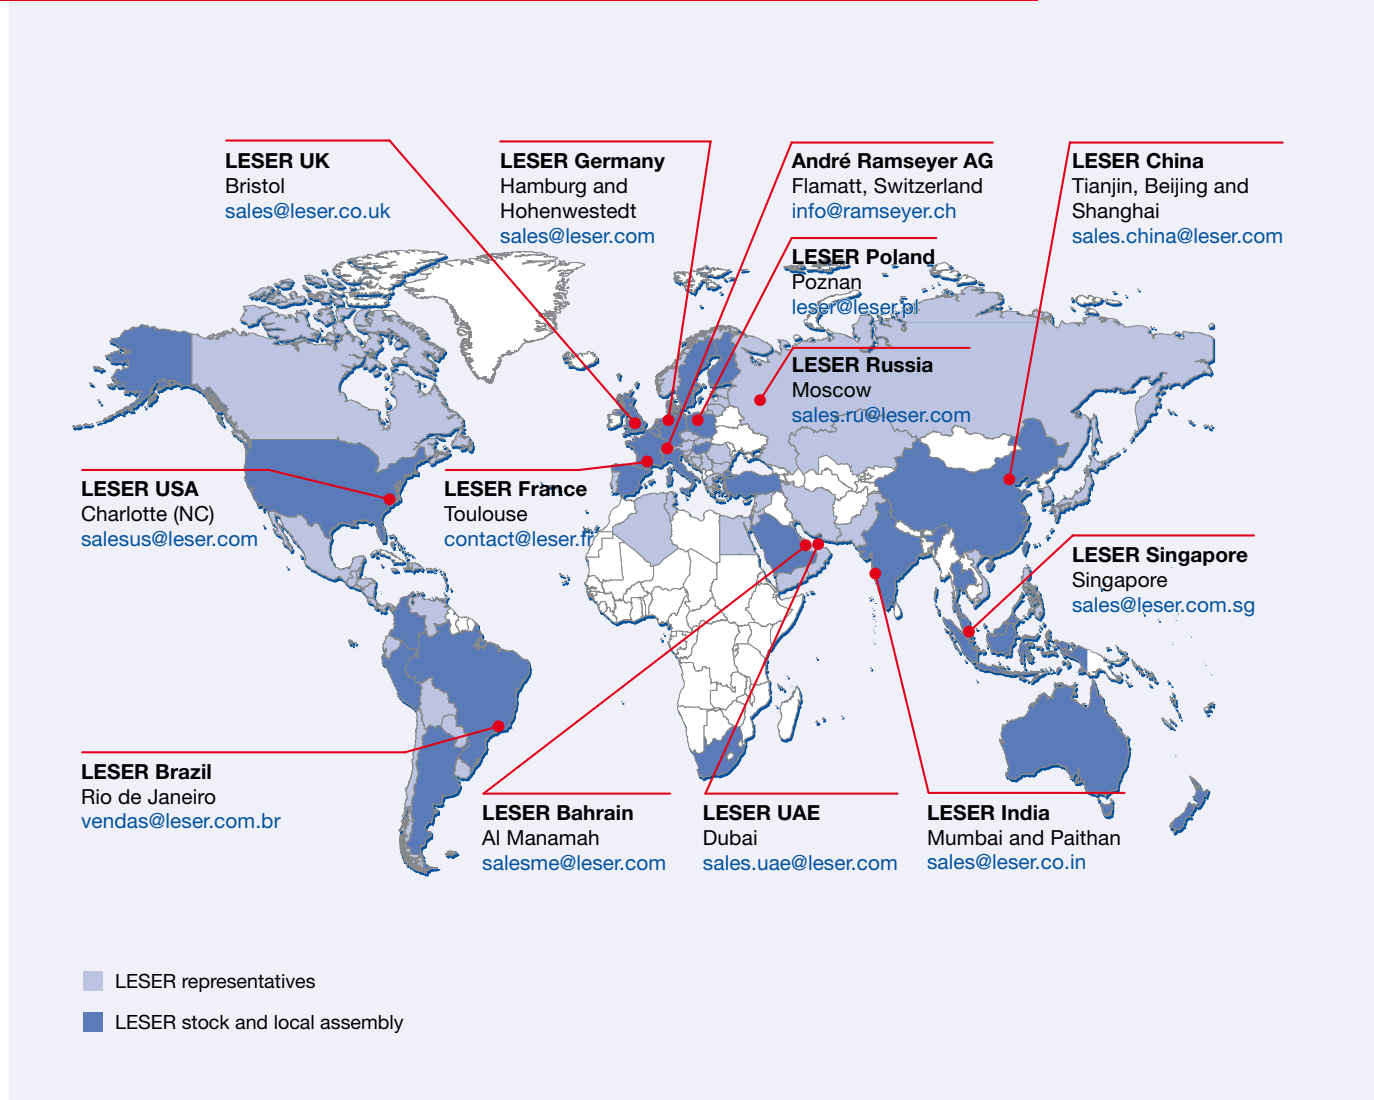 LESER UK
Bristol
sales@leser.co.uk
LESER Germany
Hamburg and
Hohenwestedt
sales@leser.com
André Ramseyer AG
Flamatt, Switzerland
info@ramseyer.ch
LESER China
Tianjin, Beijing and
Shanghai
sales.china@leser.com
LESER Poland
Poznan
leser@leser.pl
LESER Russia
Moscow
sales.ru@leser.com
LESER USA
Charlotte (NC)
salesus@leser.com
LESER France
Toulouse
contact@leser.fr
LESER Singapore
Singapore
sales@leser.com.sg
LESER Brazil
Rio de Janeiro
vendas@leser.com.br
LESER Bahrain
Al Manamah
salesme@leser.com
LESER UAE
Dubai
sales.uae@leser.com
LESER India
Mumbai and Paithan
sales@leser.co.in
LESER representatives
LESER stock and local assembly